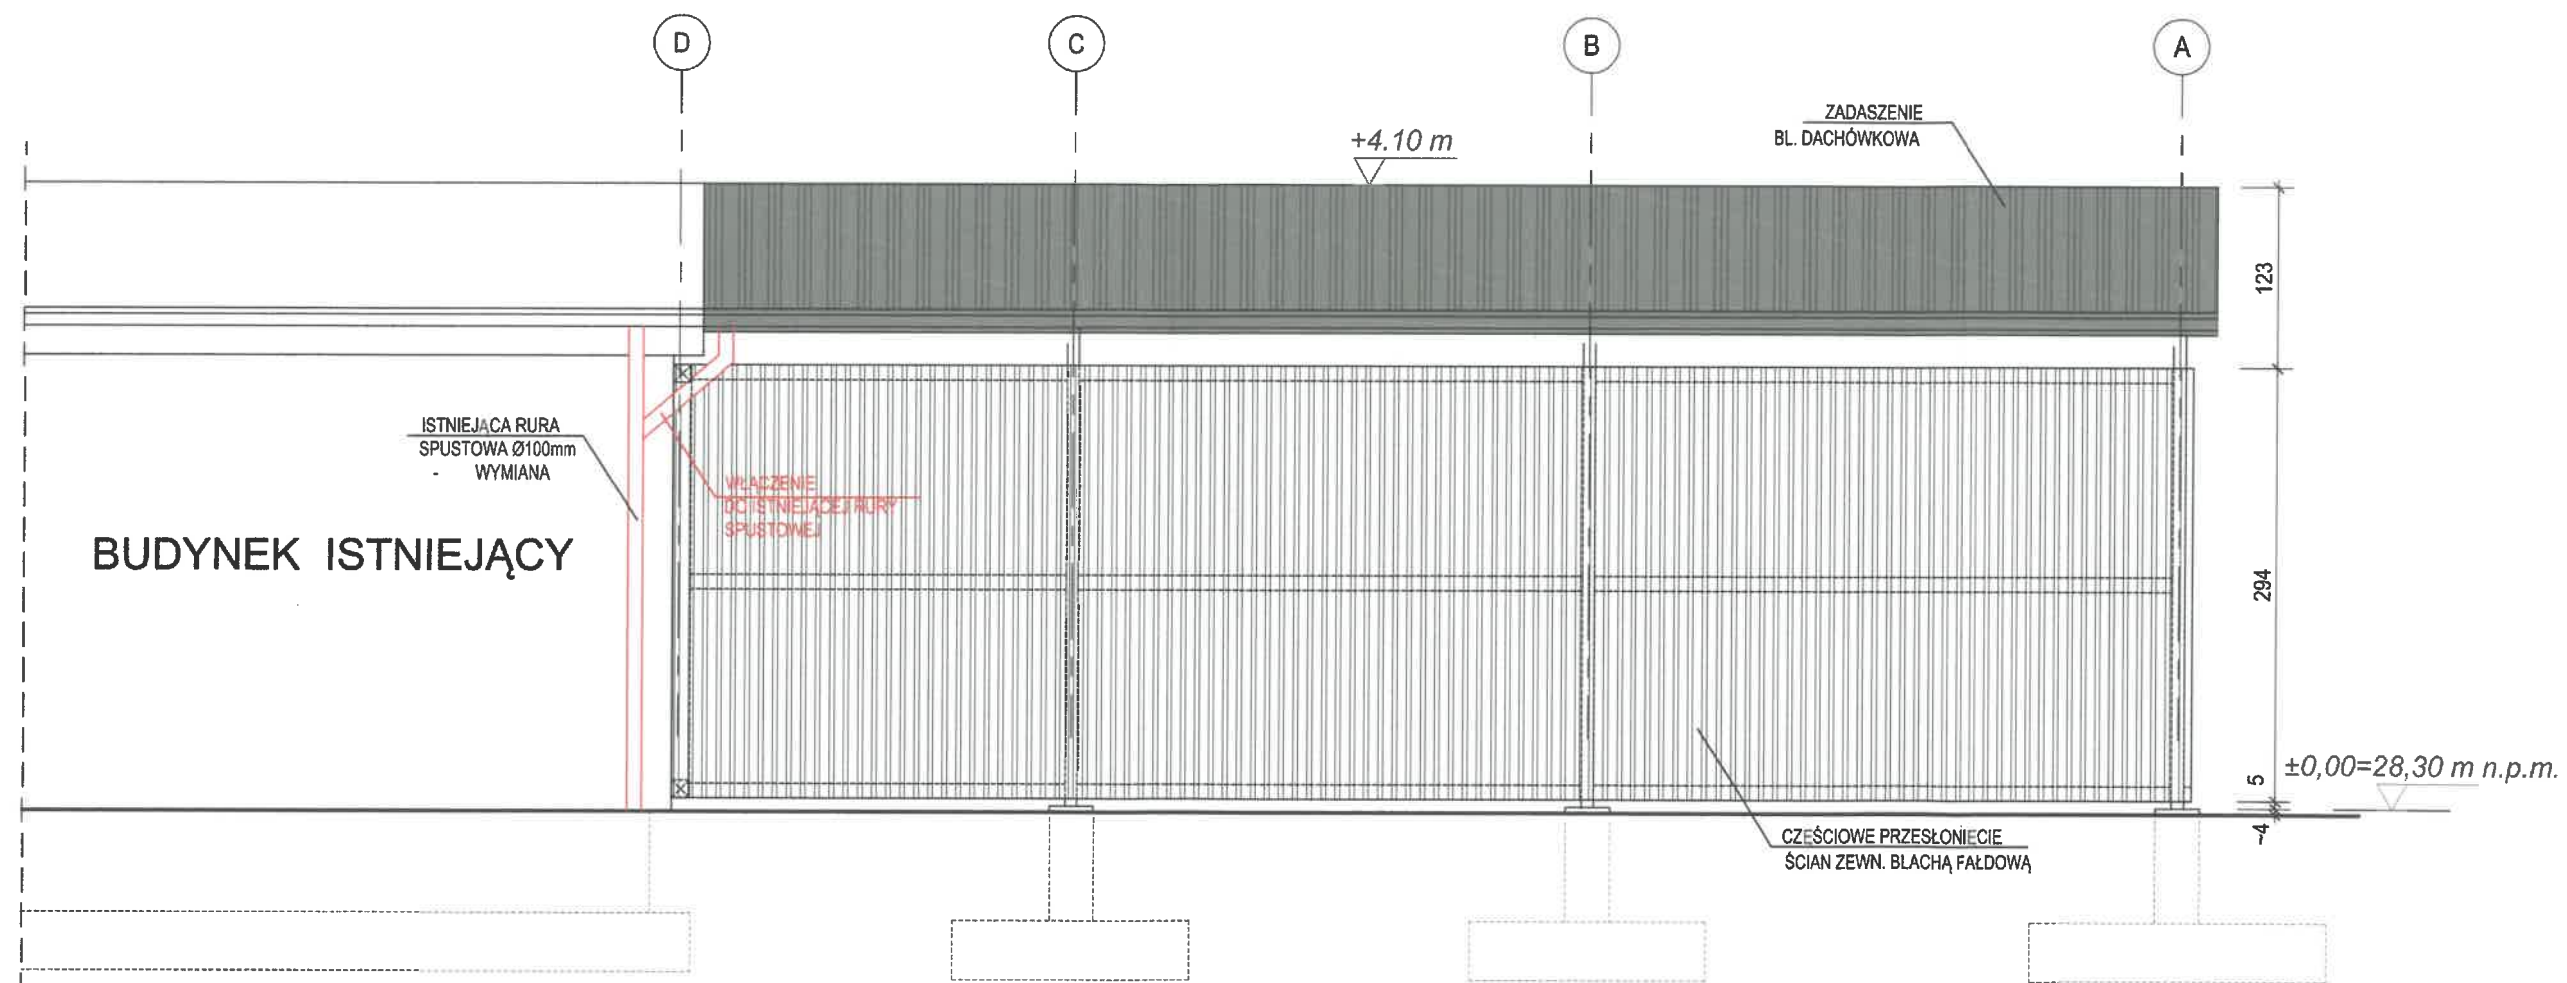 D
C
B
A
ZADASZENIE
BL. DACHÓWKOWA
+4.10 m
123
ISTNIEJĄCA RURA
SPUSTOWA Ø100mm
- WYMIANA
WŁĄCZENIE
DO ISTNIEJĄCEJ RURY
SPUSTOWEJ
BUDYNEK ISTNIEJĄCY
294
5
±0,00=28,30 m n.p.m.
~4
CZĘŚCIOWE PRZESŁONIĘCIE
ŚCIAN ZEWN. BLACHĄ FAŁDOWĄ